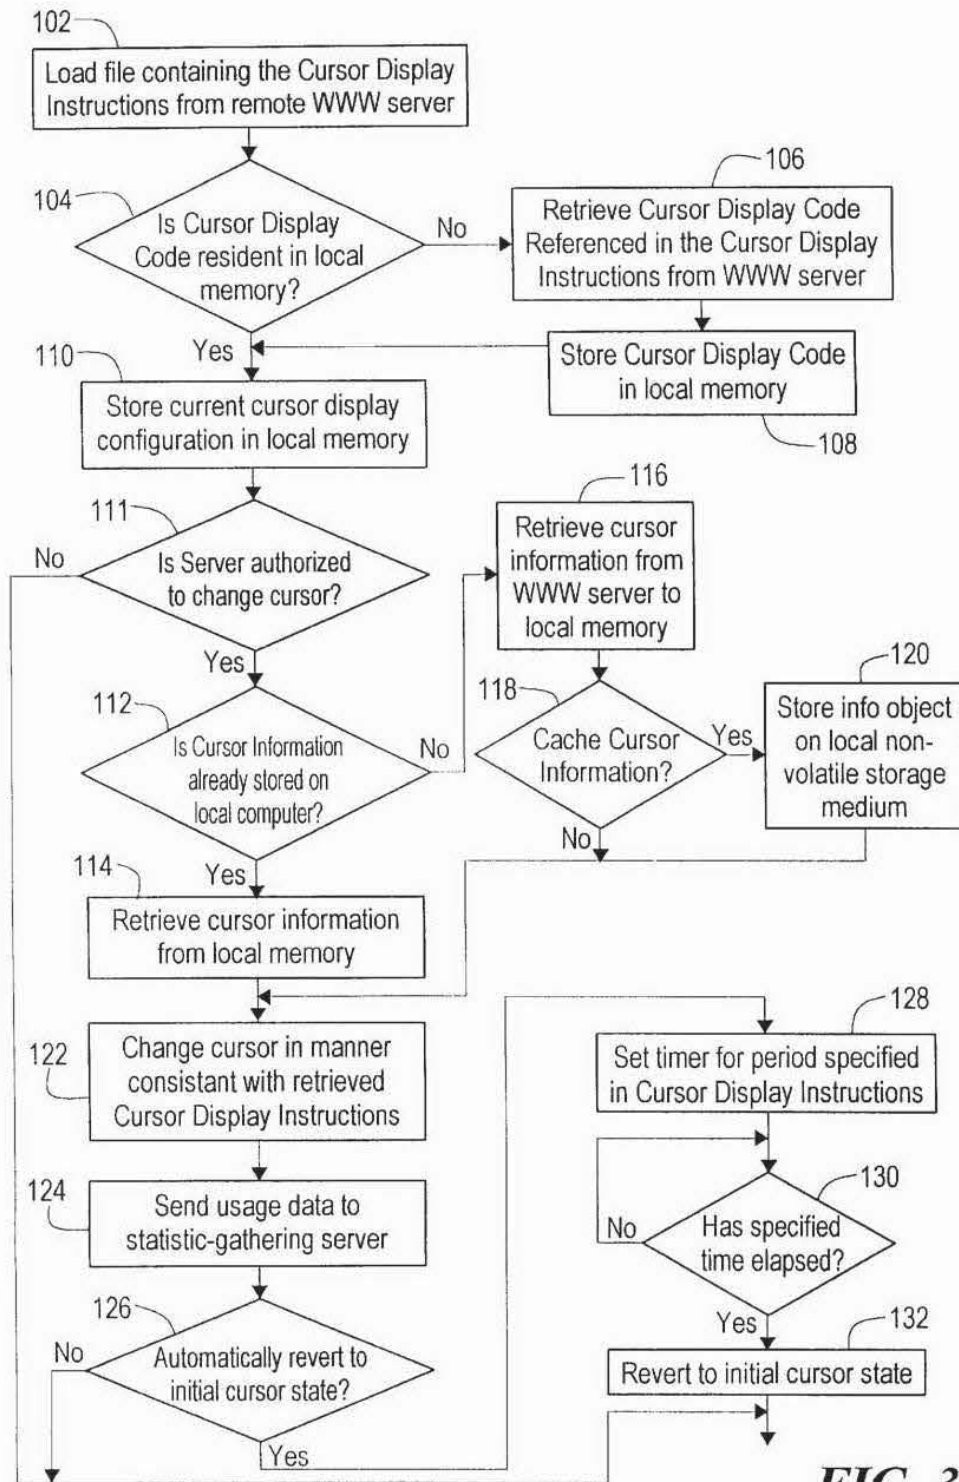 102
Load file containing the Cursor Display
Instructions from remote WWW server
104
Is Cursor Display
Code resident in local
memory?
No
106
Retrieve Cursor Display Code
Referenced in the Cursor Display
Instructions from WWW server
Yes
Store Cursor Display Code
in local memory
108
110
Store current cursor display
configuration in local memory
111
No
Is Server authorized
to change cursor?
Yes
116
Retrieve cursor
information from
WWW server to
local memory
112
Is Cursor Information
already stored on
local computer?
No
118
Cache Cursor
Information?
Yes
No
120
Store info object
on local non-
volatile storage
medium
Yes
114
Retrieve cursor information
from local memory
122
Change cursor in manner
consistant with retrieved
Cursor Display Instructions
124
Send usage data to
statistic-gathering server
126
No
Automatically revert to
initial cursor state?
Yes
128
Set timer for period specified
in Cursor Display Instructions
130
No
Has specified
time elapsed?
Yes
132
Revert to initial cursor state
FIG. 3